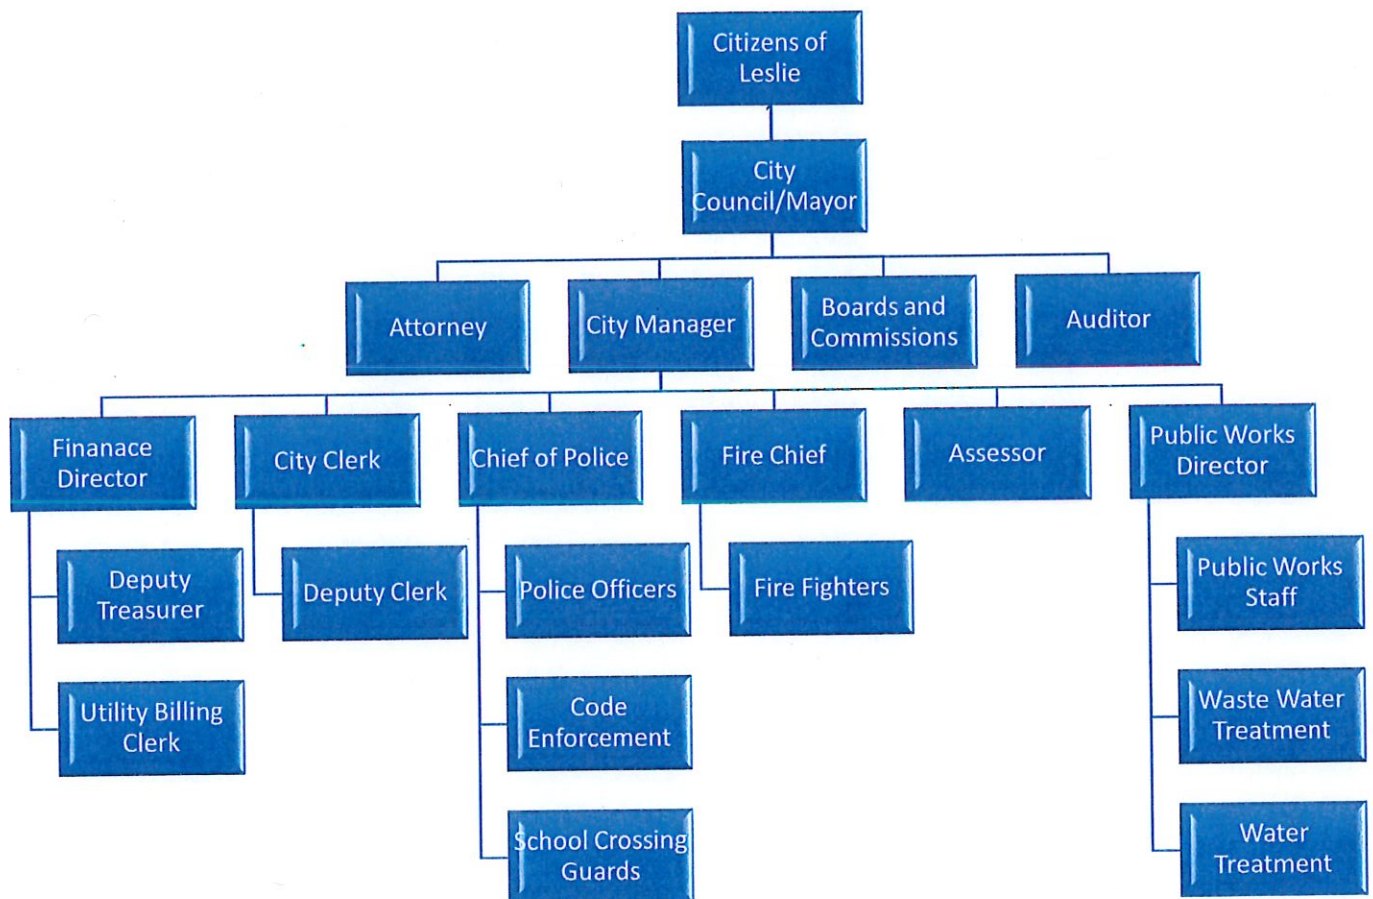 Citizens of
Leslie
City
Council/Mayor
Attorney
City Manager
Boards and
Commissions
Auditor
Finanace
Director
City Clerk
Chief of Police
Fire Chief
Assessor
Public Works
Director
Deputy
Treasurer
Deputy Clerk
Police Officers
Fire Fighters
Public Works
Staff
Utility Billing
Clerk
Code
Enforcement
Waste Water
Treatment
School Crossing
Guards
Water
Treatment